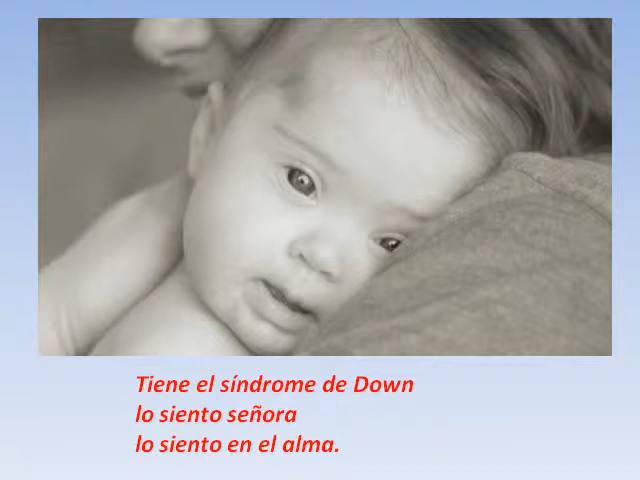 Tiene el síndrome de Down
lo siento señora
lo siento en el alma.